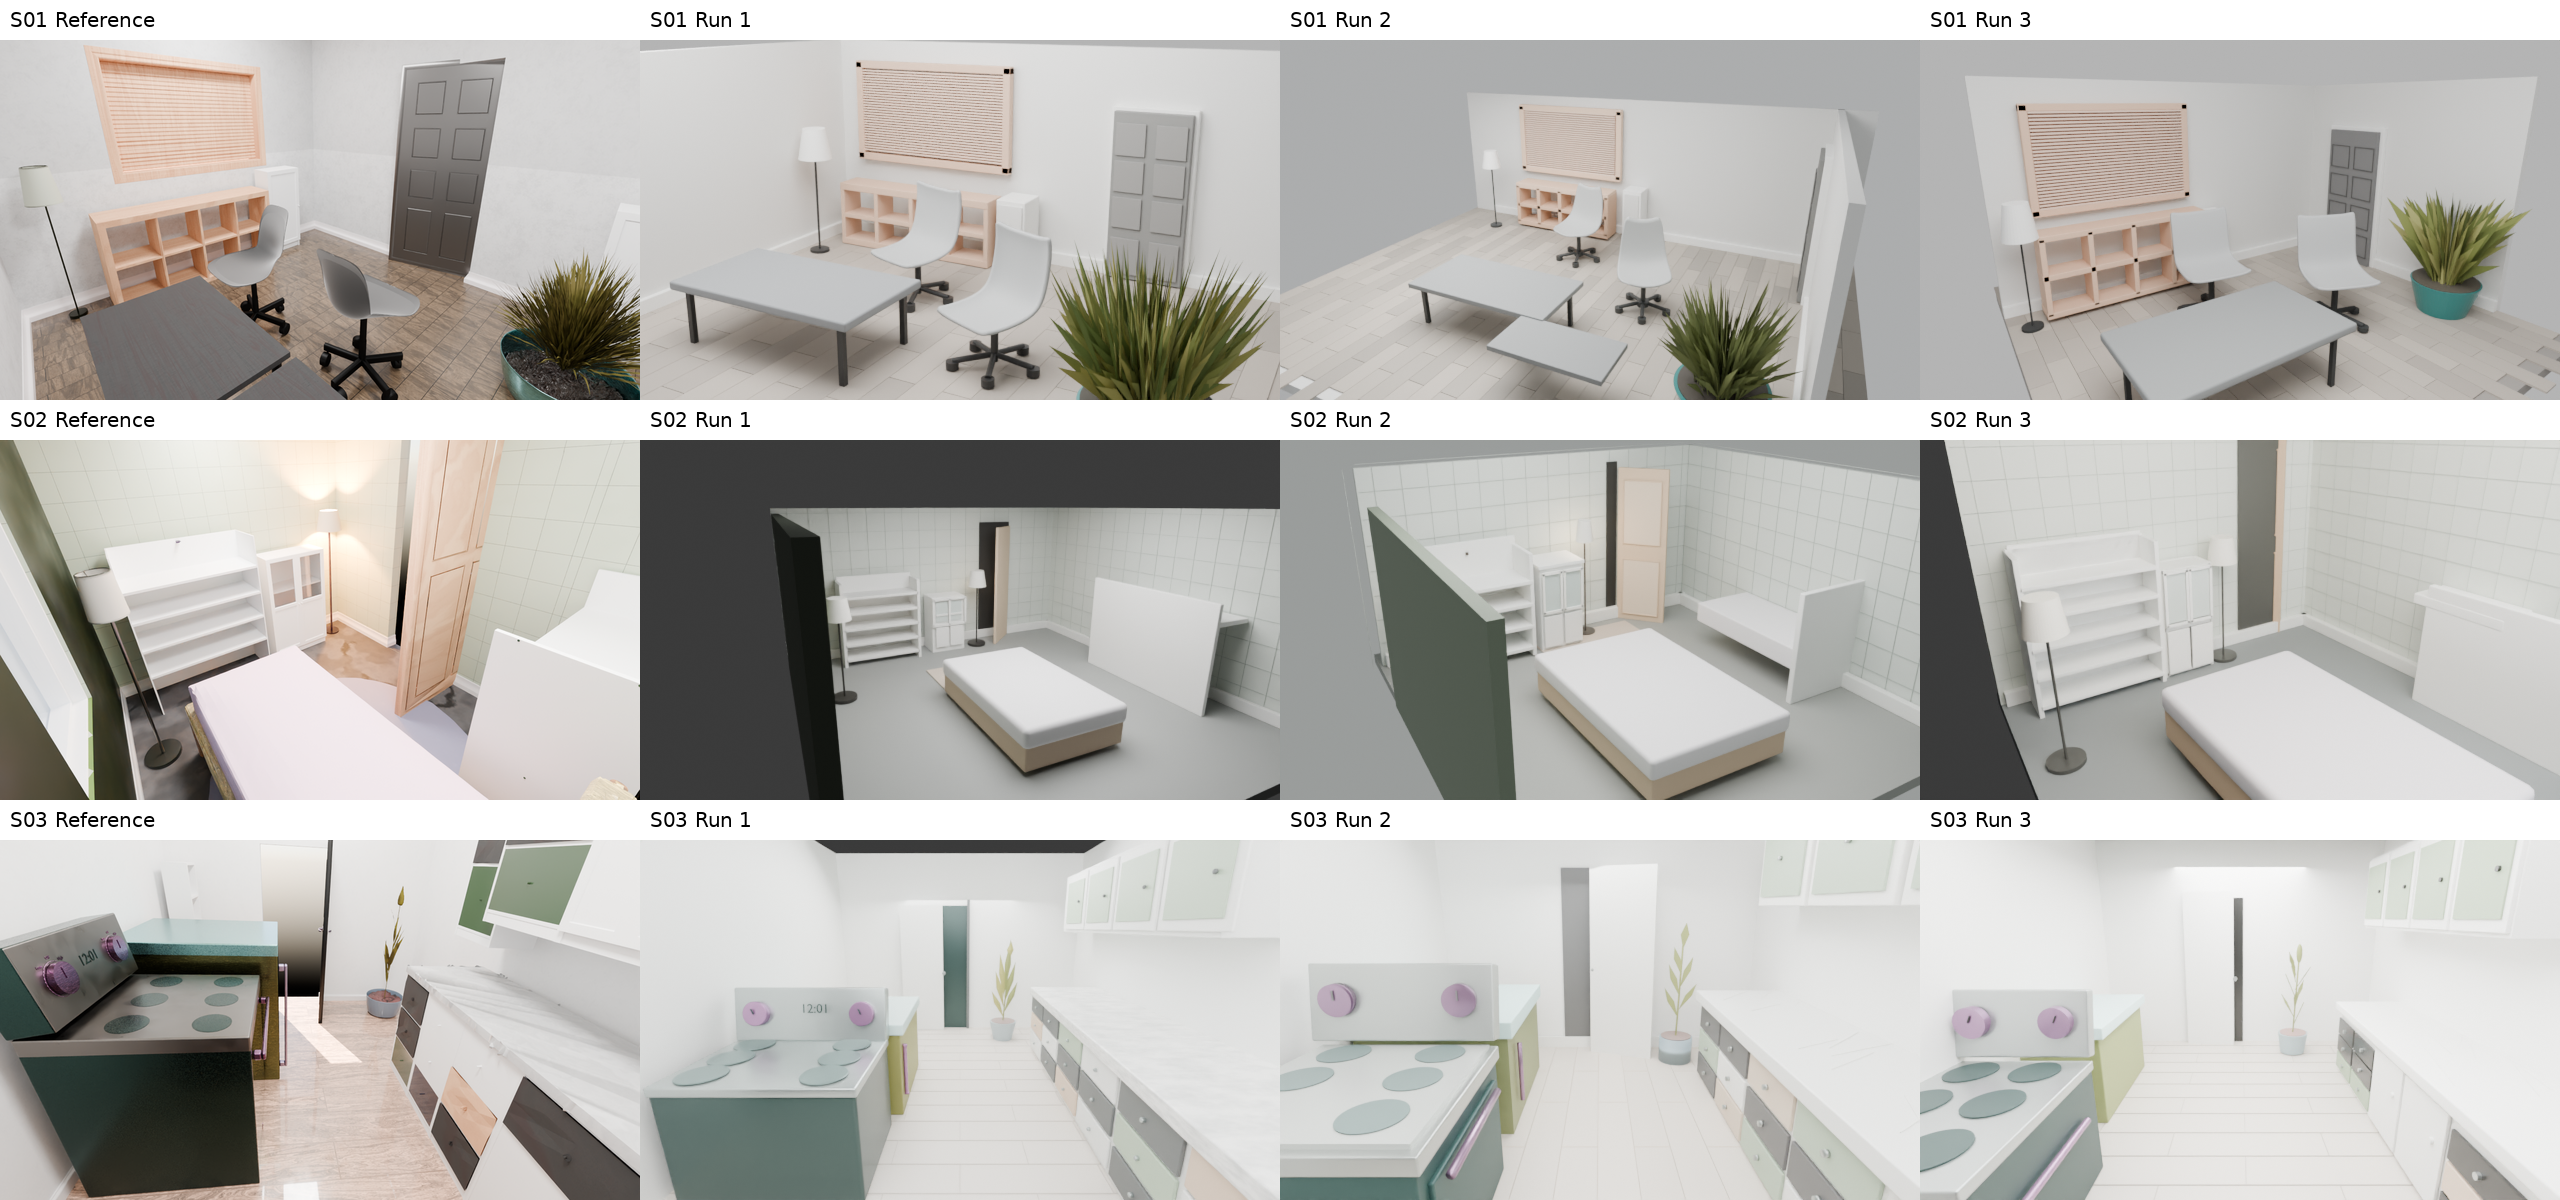 S01 Reference
S01 Run 1
S01 Run 2
S01 Run 3
S02 Reference
S02 Run 1
S02 Run 2
S02 Run 3
S03 Reference
S03 Run 1
S03 Run 2
S03 Run 3
12:01
12:01